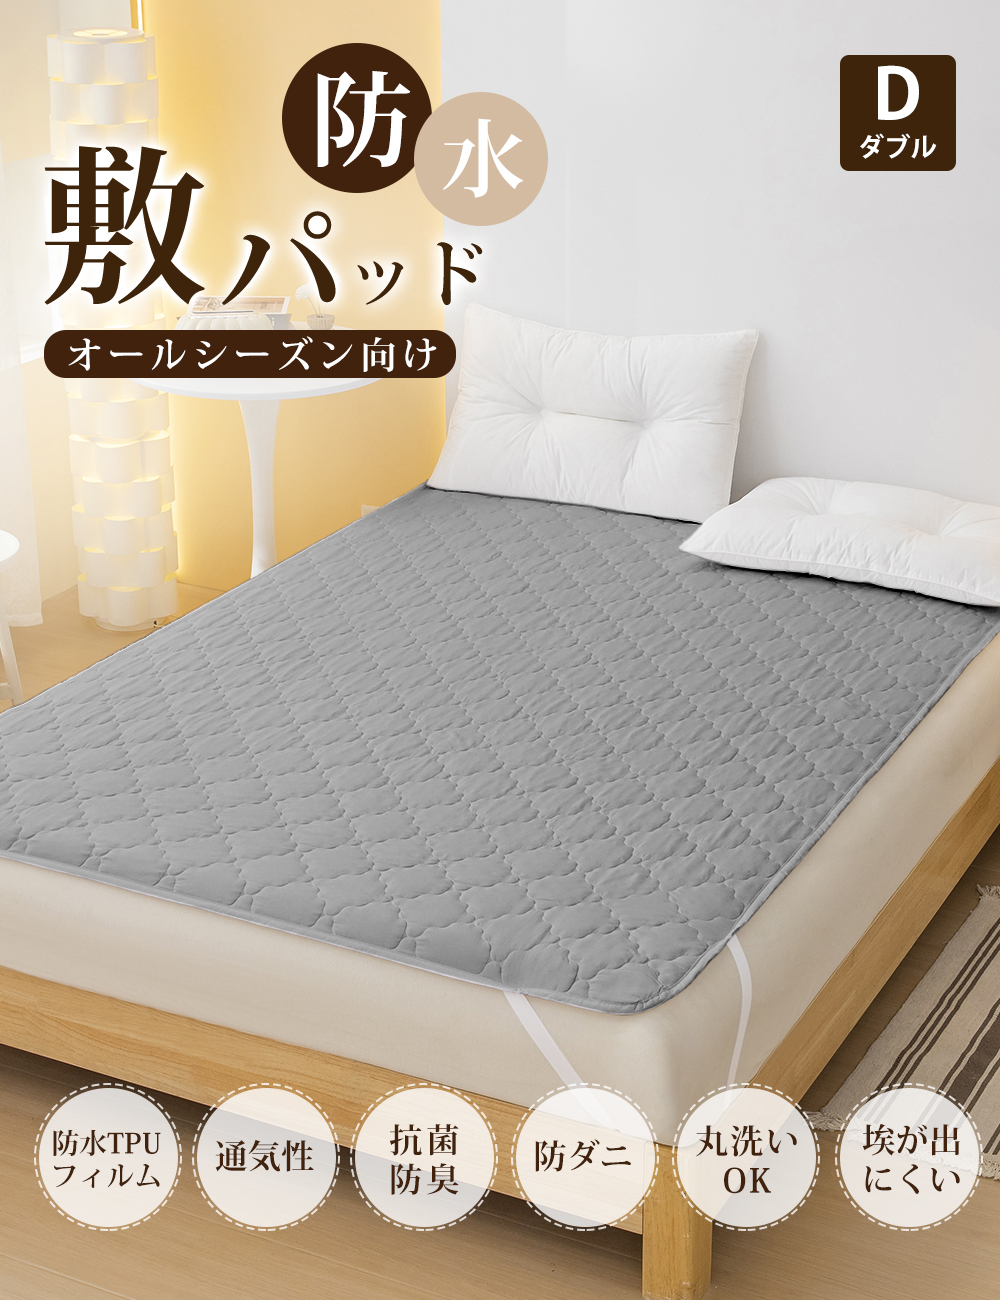 防水
敷パッド
オールシーズン向け
D
ダブル
防水TPU
フィルム
通気性
抗菌
防臭
防ダニ
丸洗い
OK
埃が出
にくい